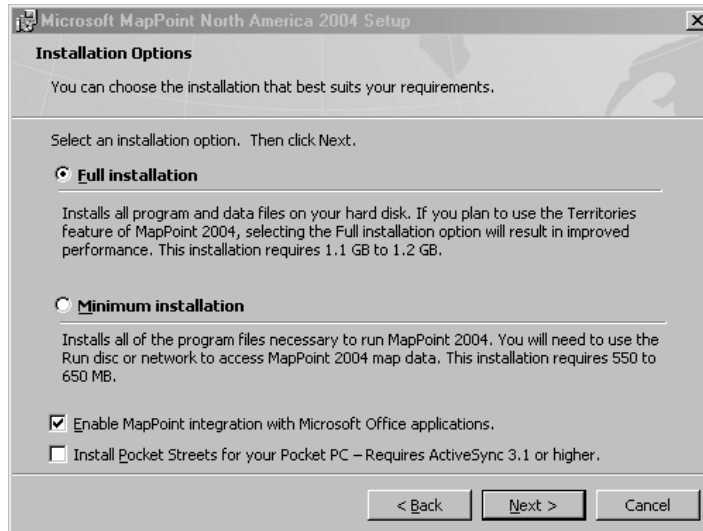 Microsoft MapPoint North America 2004 Setup
Installation Options
You can choose the installation that best suits your requirements.
Select an installation option. Then click Next.
Full installation
Installs all program and data files on your hard disk. If you plan to use the Territories
feature of MapPoint 2004, selecting the Full installation option will result in improved
performance. This installation requires 1.1 GB to 1.2 GB.
Minimum installation
Installs all of the program files necessary to run MapPoint 2004. You will need to use the
Run disc or network to access MapPoint 2004 map data. This installation requires 550 to
650 MB.
Enable MapPoint integration with Microsoft Office applications.
Install Pocket Streets for your Pocket PC – Requires ActiveSync 3.1 or higher.
< Back Next > Cancel